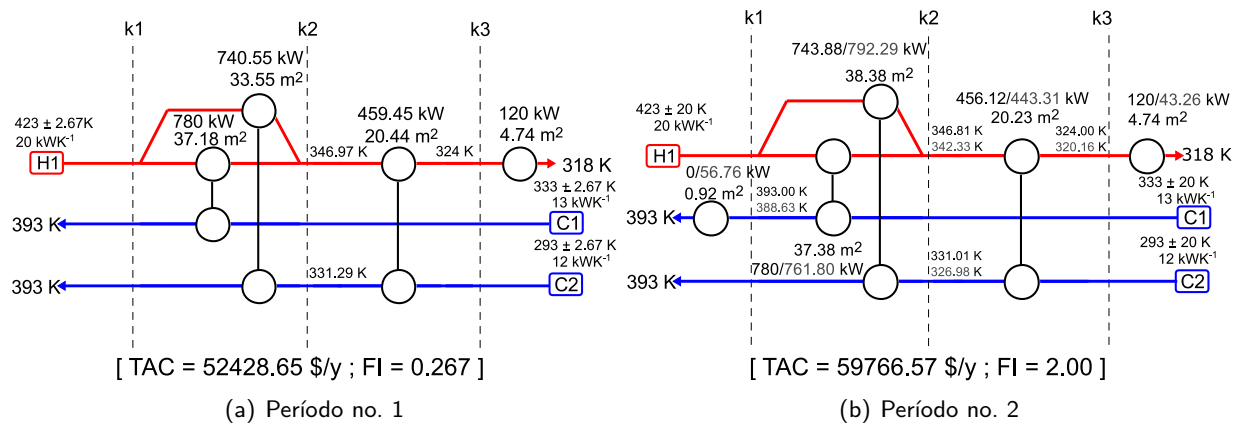 k1
k2
k3
740.55 kW
33.55 m²
780 kW
37.18 m²
459.45 kW
20.44 m²
120 kW
4.74 m²
423 ± 2.67K
20 kWK⁻¹
H1
346.97 K
324 K
318 K
333 ± 2.67 K
13 kWK⁻¹
393 K
C1
293 ± 2.67 K
12 kWK⁻¹
331.29 K
393 K
C2
[ TAC = 52428.65 $/y ; FI = 0.267 ]
(a) Período no. 1
k1
k2
k3
743.88/792.29 kW
38.38 m²
456.12/443.31 kW
20.23 m²
120/43.26 kW
4.74 m²
423 ± 20 K
20 kWK⁻¹
H1
346.81 K
342.33 K
324.00 K
320.16 K
318 K
0/56.76 kW
0.92 m²
393.00 K
388.63 K
333 ± 20 K
13 kWK⁻¹
393 K
C1
37.38 m²
780/761.80 kW
293 ± 20 K
12 kWK⁻¹
331.01 K
326.98 K
393 K
C2
[ TAC = 59766.57 $/y ; FI = 2.00 ]
(b) Período no. 2